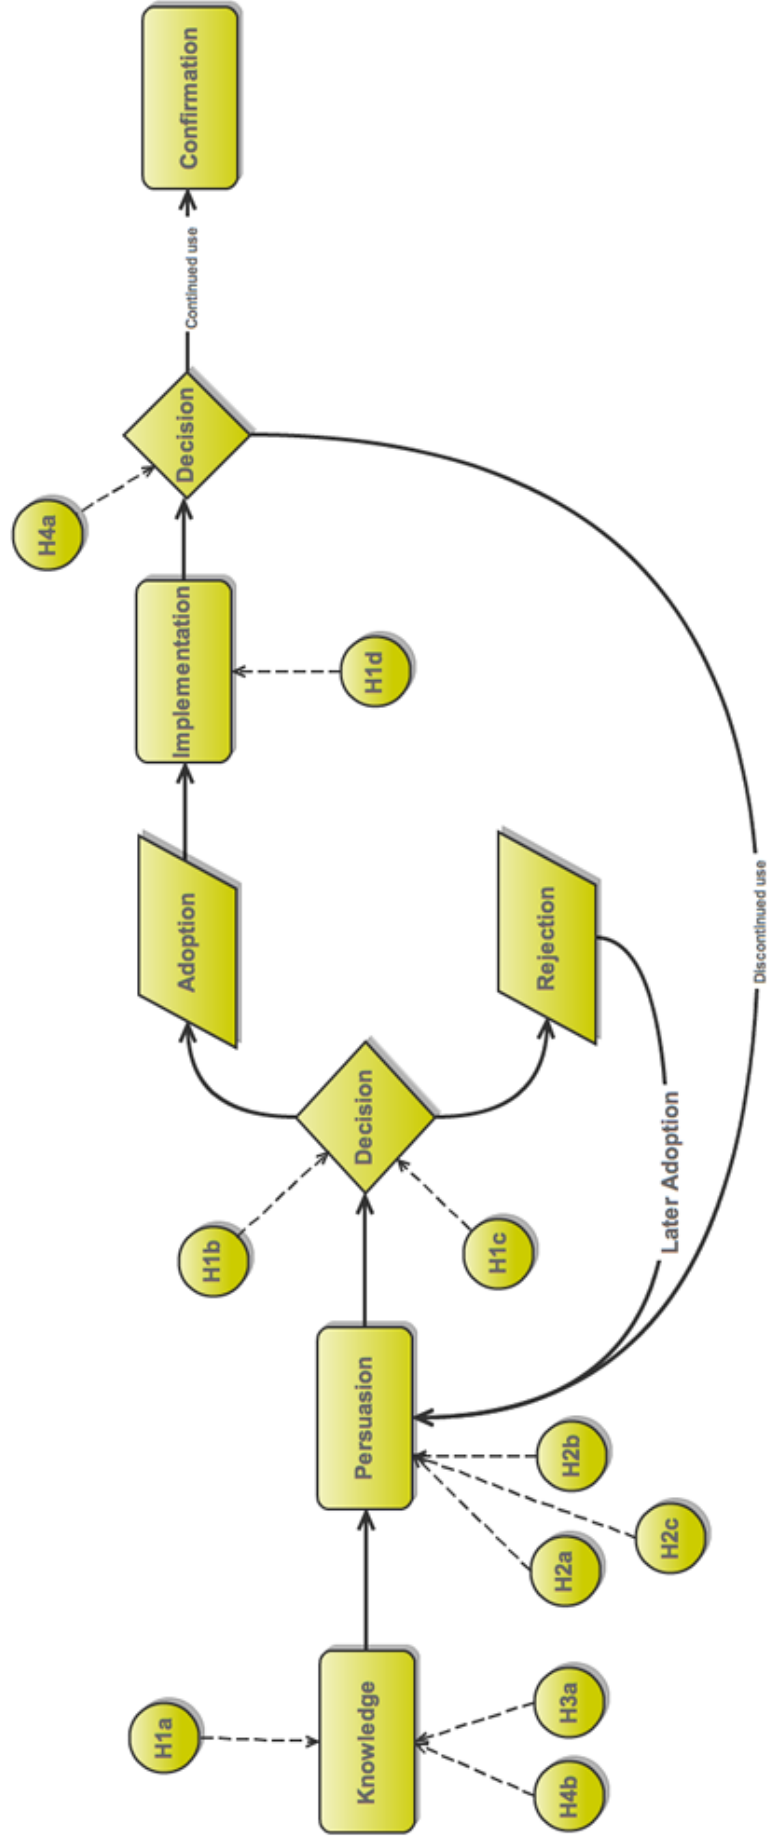 H1a
Knowledge
H4b
H3a
Persuasion
H2a
H2c
H2b
H1b
H1c
Decision
Adoption
Rejection
Later Adoption
Implementation
H1d
H4a
Decision
Continued use
Discontinued use
Confirmation